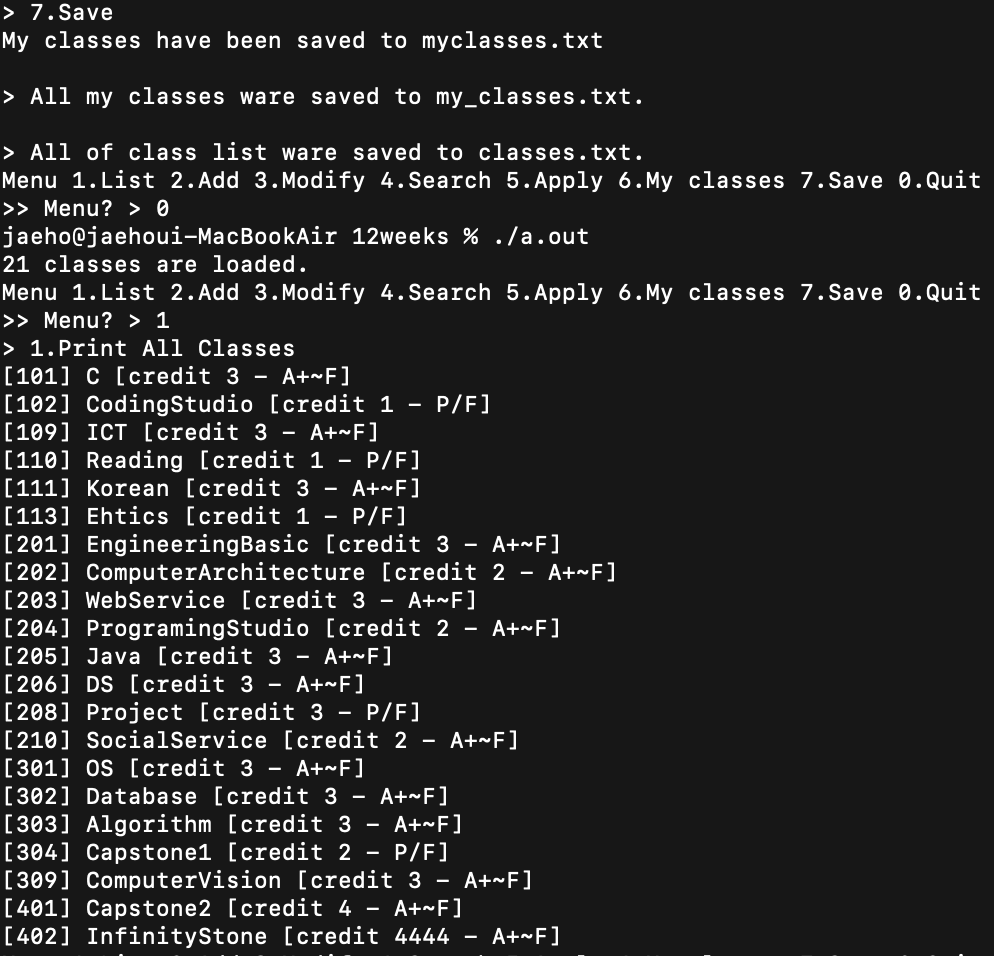 > 7.Save
My classes have been saved to myclasses.txt
> All my classes ware saved to my_classes.txt.
> All of class list ware saved to classes.txt.
Menu 1.List 2.Add 3.Modify 4.Search 5.Apply 6.My classes 7.Save 0.Quit
>> Menu? > 0
jaeho@jaehoui-MacBookAir 12weeks % ./a.out
21 classes are loaded.
Menu 1.List 2.Add 3.Modify 4.Search 5.Apply 6.My classes 7.Save 0.Quit
>> Menu? > 1
> 1.Print All Classes
[101] C [credit 3 - A+~F]
[102] CodingStudio [credit 1 - P/F]
[109] ICT [credit 3 - A+~F]
[110] Reading [credit 1 - P/F]
[111] Korean [credit 3 - A+~F]
[113] Ehtics [credit 1 - P/F]
[201] EngineeringBasic [credit 3 - A+~F]
[202] ComputerArchitecture [credit 2 - A+~F]
[203] WebService [credit 3 - A+~F]
[204] ProgramingStudio [credit 2 - A+~F]
[205] Java [credit 3 - A+~F]
[206] DS [credit 3 - A+~F]
[208] Project [credit 3 - P/F]
[210] SocialService [credit 2 - A+~F]
[301] OS [credit 3 - A+~F]
[302] Database [credit 3 - A+~F]
[303] Algorithm [credit 3 - A+~F]
[304] Capstone1 [credit 2 - P/F]
[309] ComputerVision [credit 3 - A+~F]
[401] Capstone2 [credit 4 - A+~F]
[402] InfinityStone [credit 4444 - A+~F]